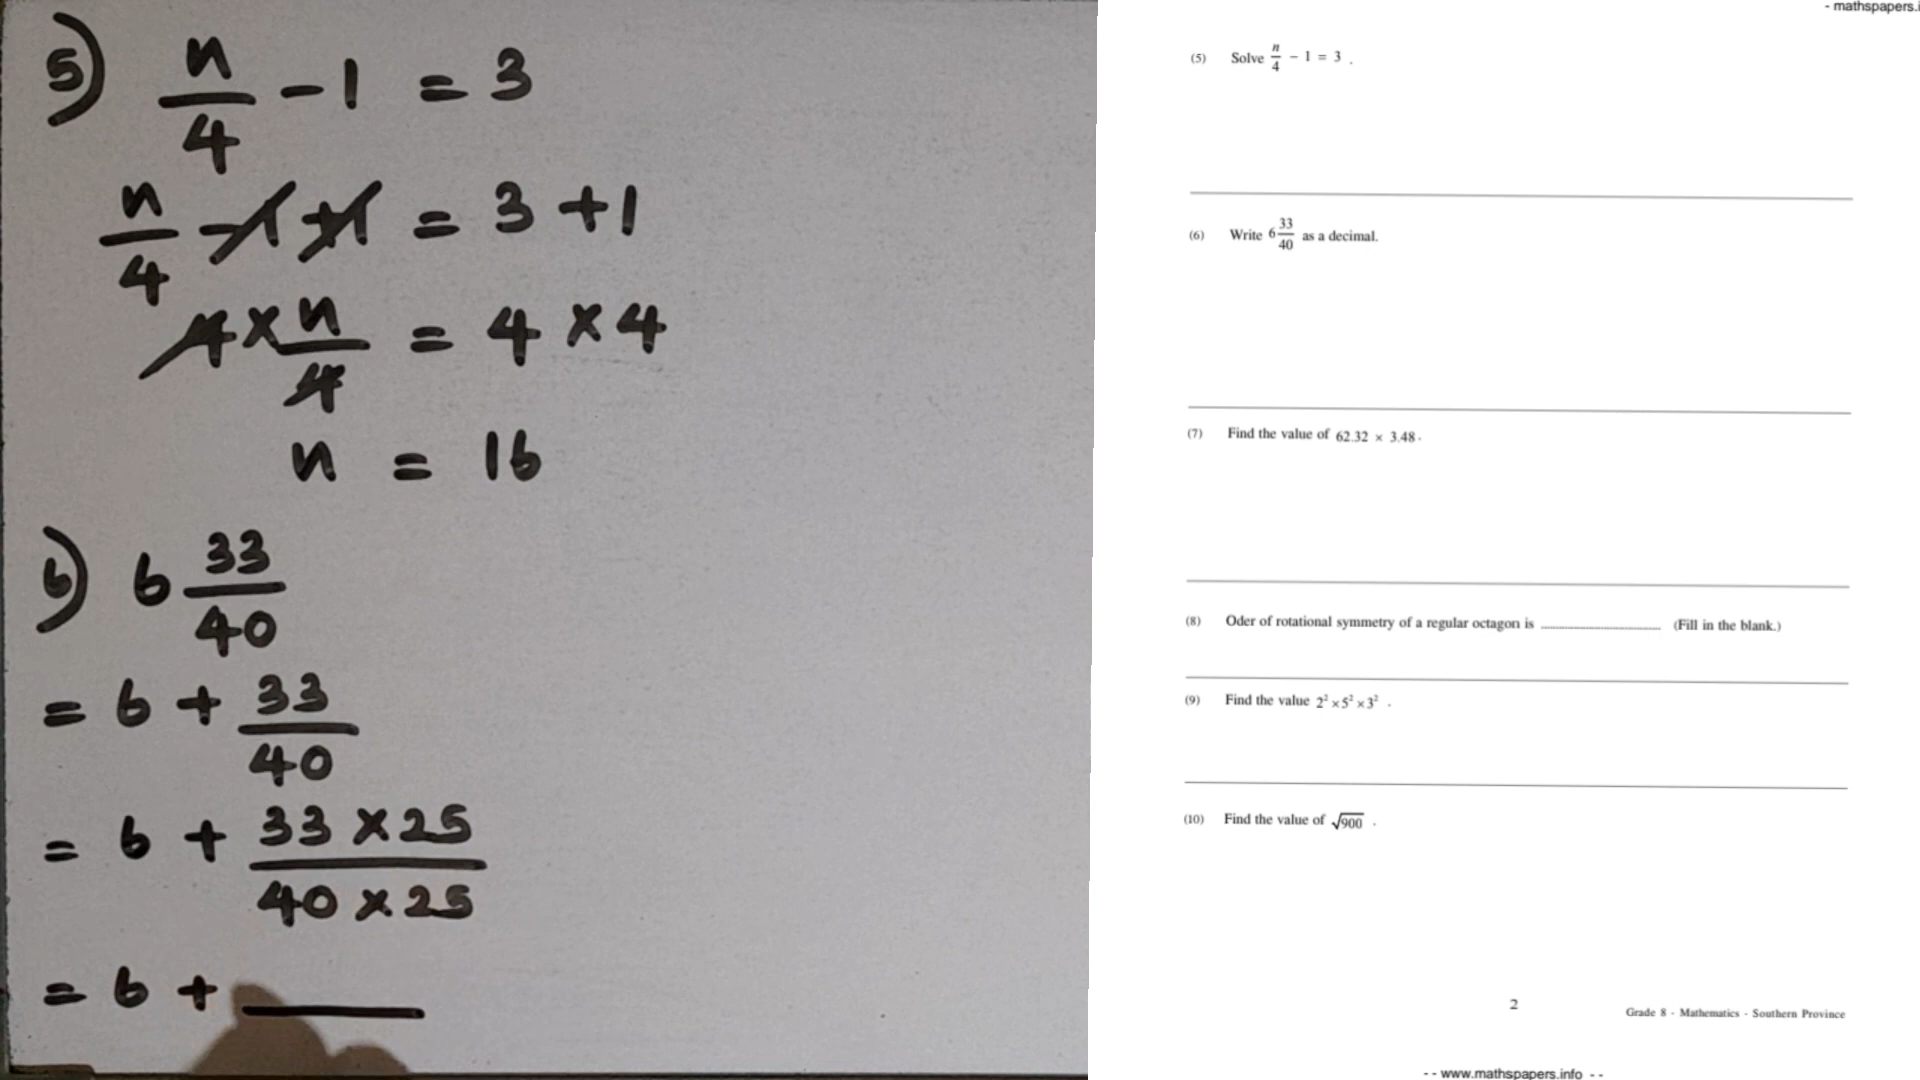 5) n/4 - 1 = 3
n/4 - 1 + 1 = 3 + 1
4 × n/4 = 4 × 4
n = 16
6) 6 33/40
= 6 + 33/40
= 6 + 33 × 25 / 40 × 25
= 6 +
- mathspapers.i
(5) Solve n/4 - 1 = 3 .
(6) Write 6 33/40 as a decimal.
(7) Find the value of 62.32 × 3.48 .
(8) Oder of rotational symmetry of a regular octagon is .................... (Fill in the blank.)
(9) Find the value 2² × 5² × 3² .
(10) Find the value of √900 .
2
Grade 8 - Mathematics - Southern Province
- - www.mathspapers.info - -